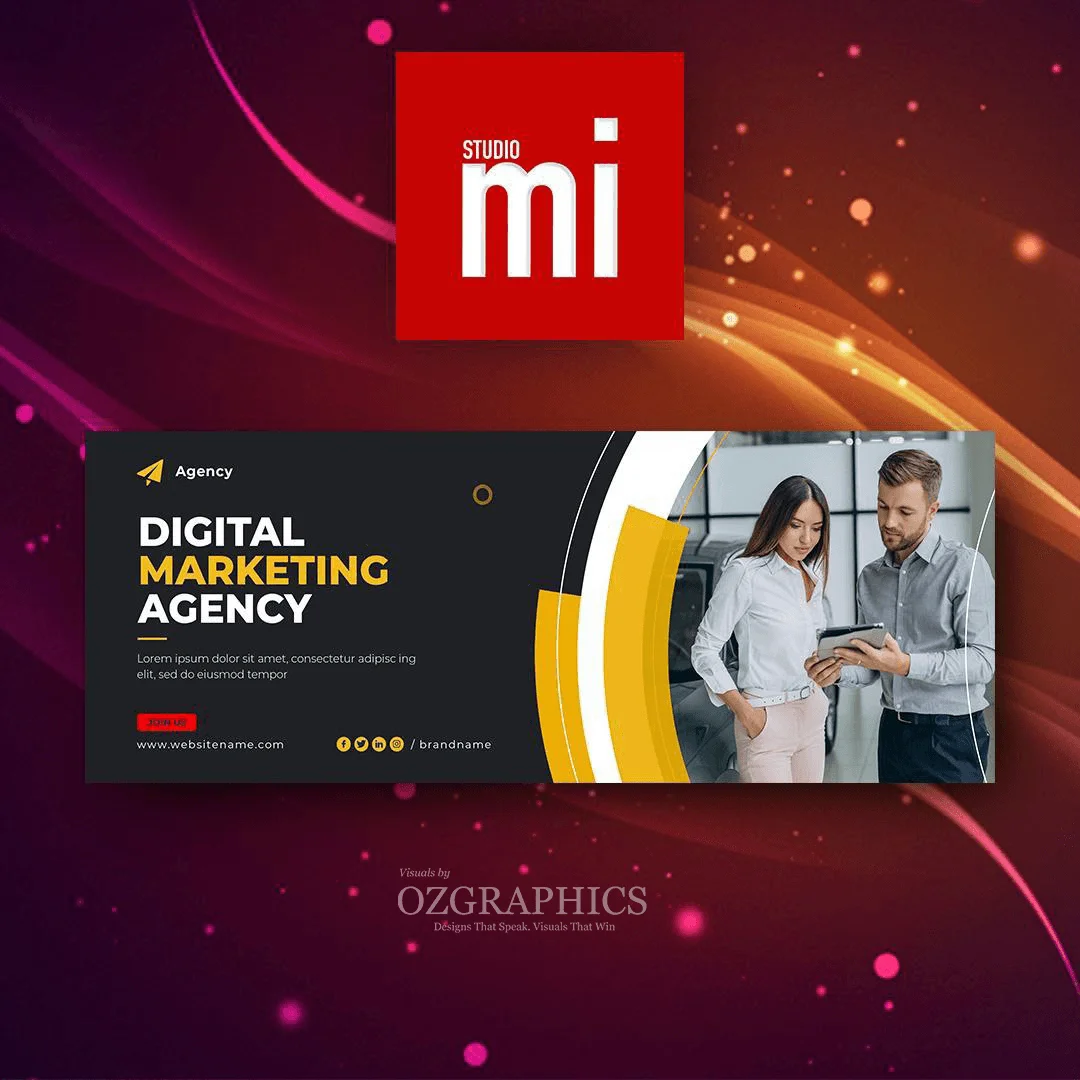 STUDIO
mi
Agency
DIGITAL
MARKETING
AGENCY
Lorem ipsum dolor sit amet, consectetur adipisc ing
elit, sed do eiusmod tempor
JOIN US
www.websitename.com
/ brandname
Visuals by
OZGRAPHICS
Designs That Speak. Visuals That Win